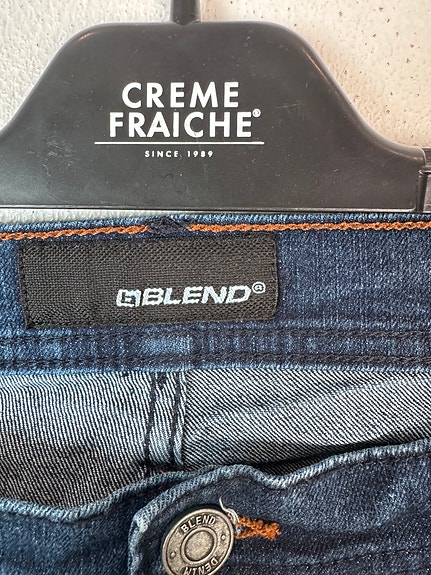 CREME
FRAICHE®
SINCE 1989
BLEND®
BLEND
DENIM